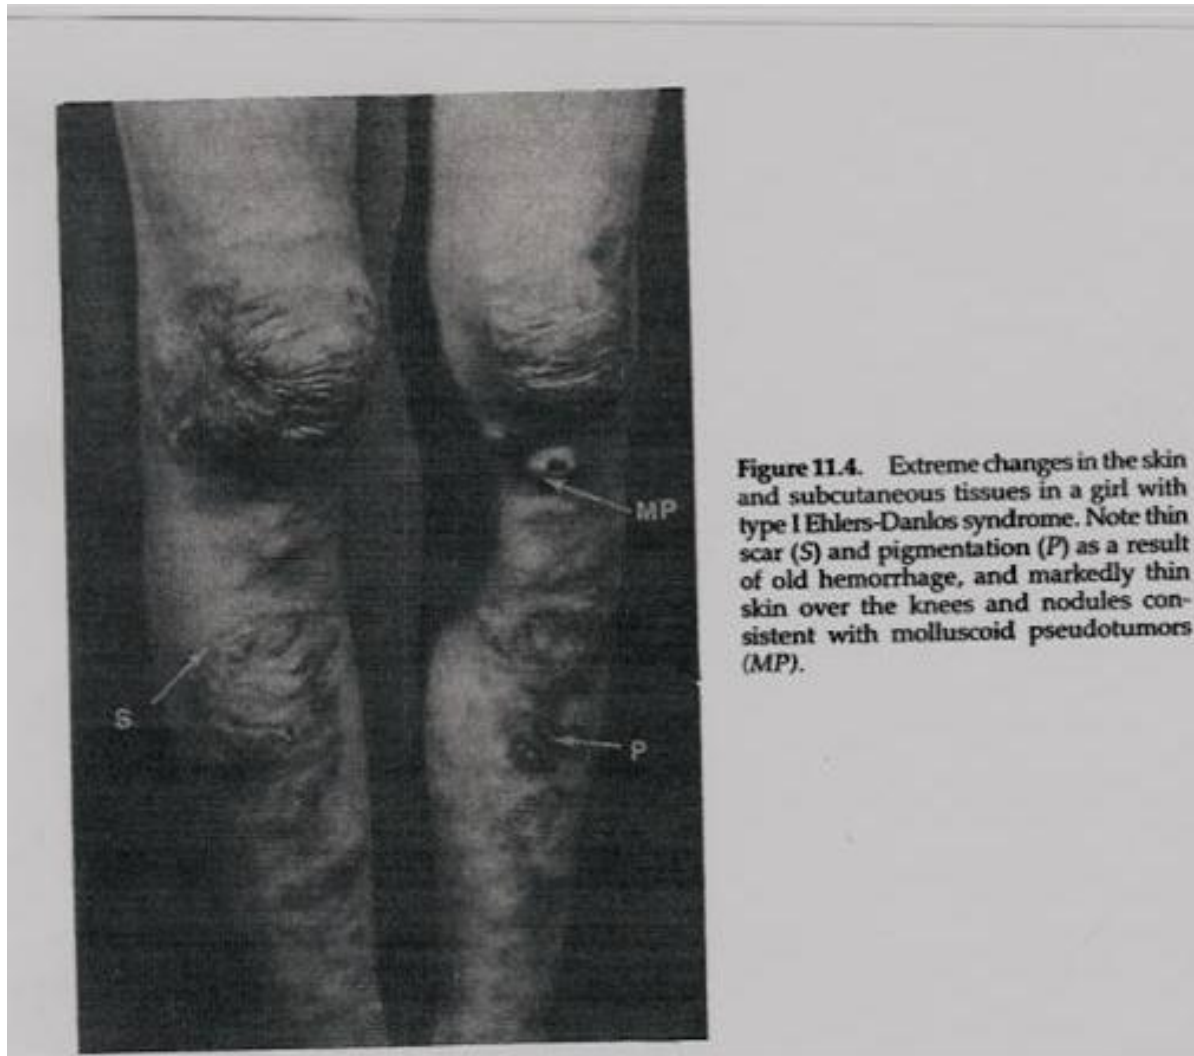 MP
S
P
Figure 11.4. Extreme changes in the skin
and subcutaneous tissues in a girl with
type I Ehlers-Danlos syndrome. Note thin
scar (S) and pigmentation (P) as a result
of old hemorrhage, and markedly thin
skin over the knees and nodules con-
sistent with molluscoid pseudotumors
(MP).